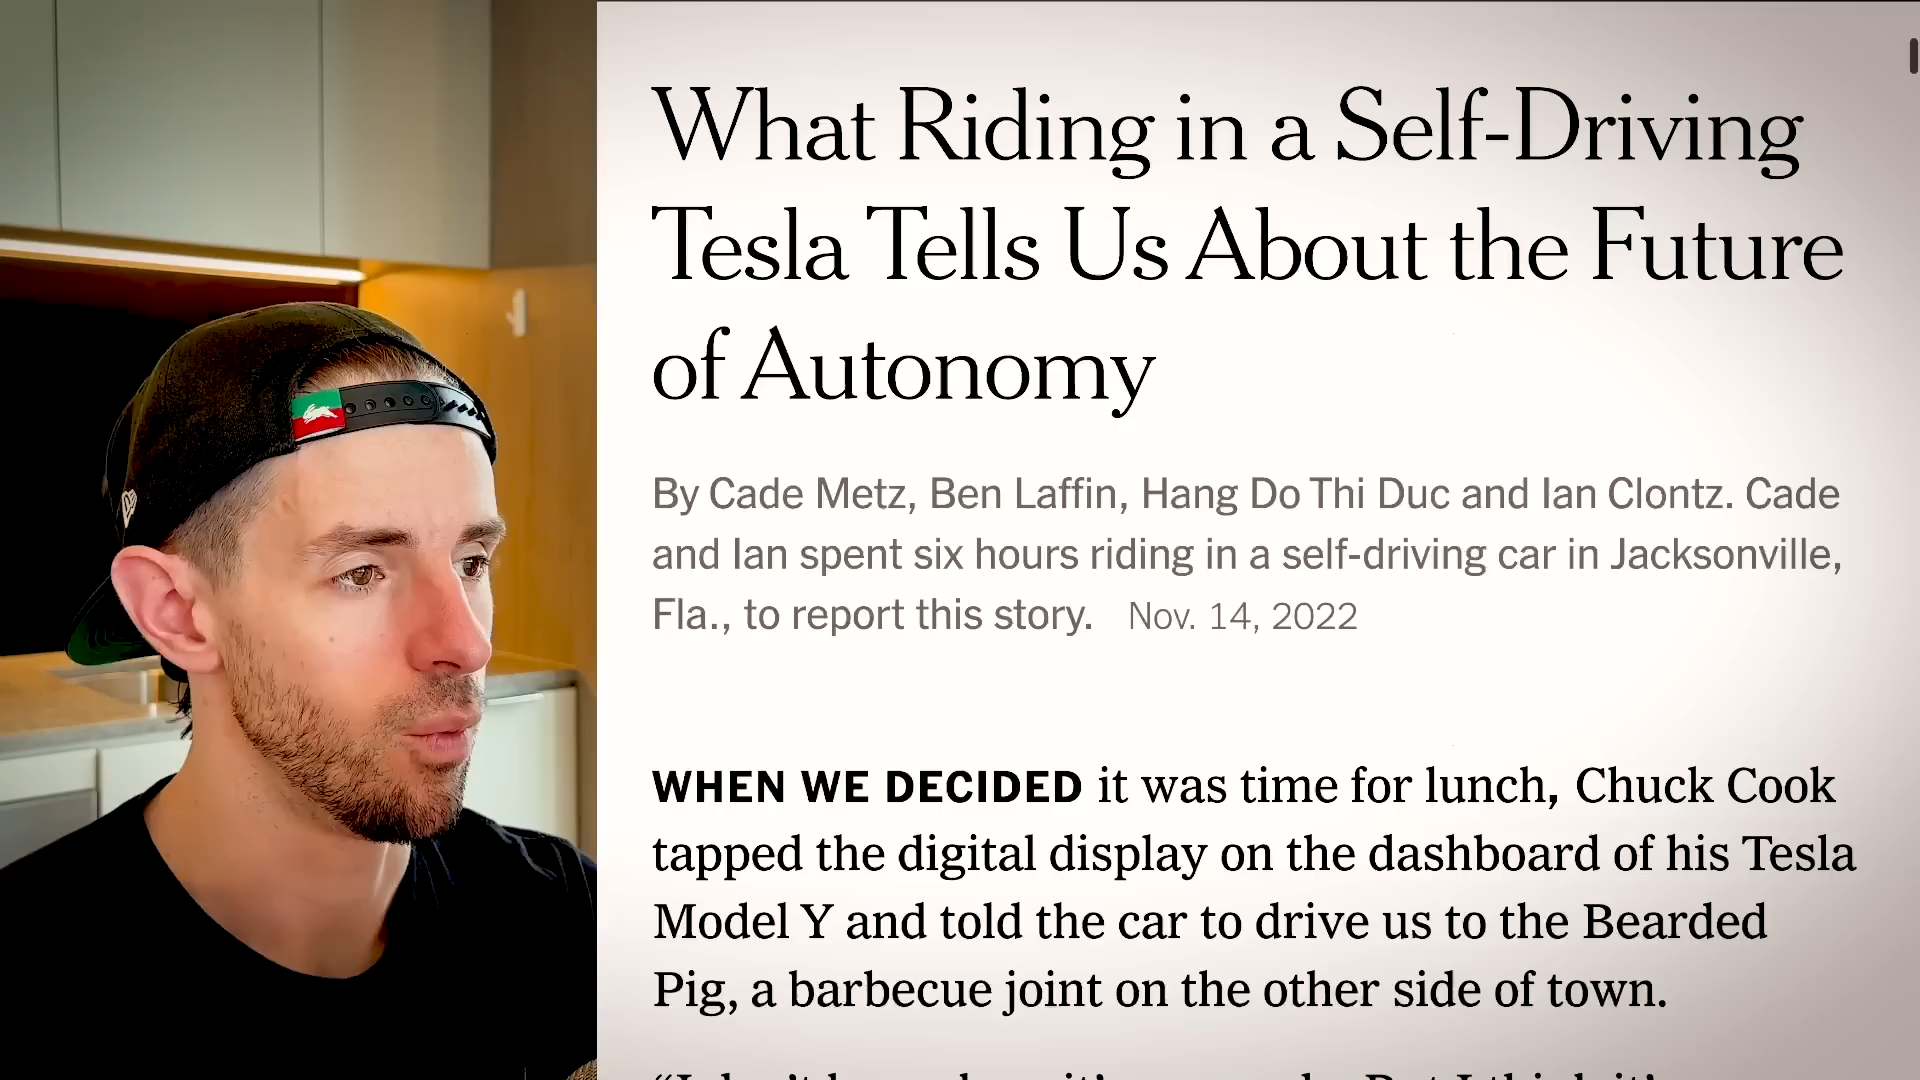 What Riding in a Self-Driving
Tesla Tells Us About the Future
of Autonomy
By Cade Metz, Ben Laffin, Hang Do Thi Duc and Ian Clontz. Cade
and Ian spent six hours riding in a self-driving car in Jacksonville,
Fla., to report this story. Nov. 14, 2022
WHEN WE DECIDED it was time for lunch, Chuck Cook
tapped the digital display on the dashboard of his Tesla
Model Y and told the car to drive us to the Bearded
Pig, a barbecue joint on the other side of town.